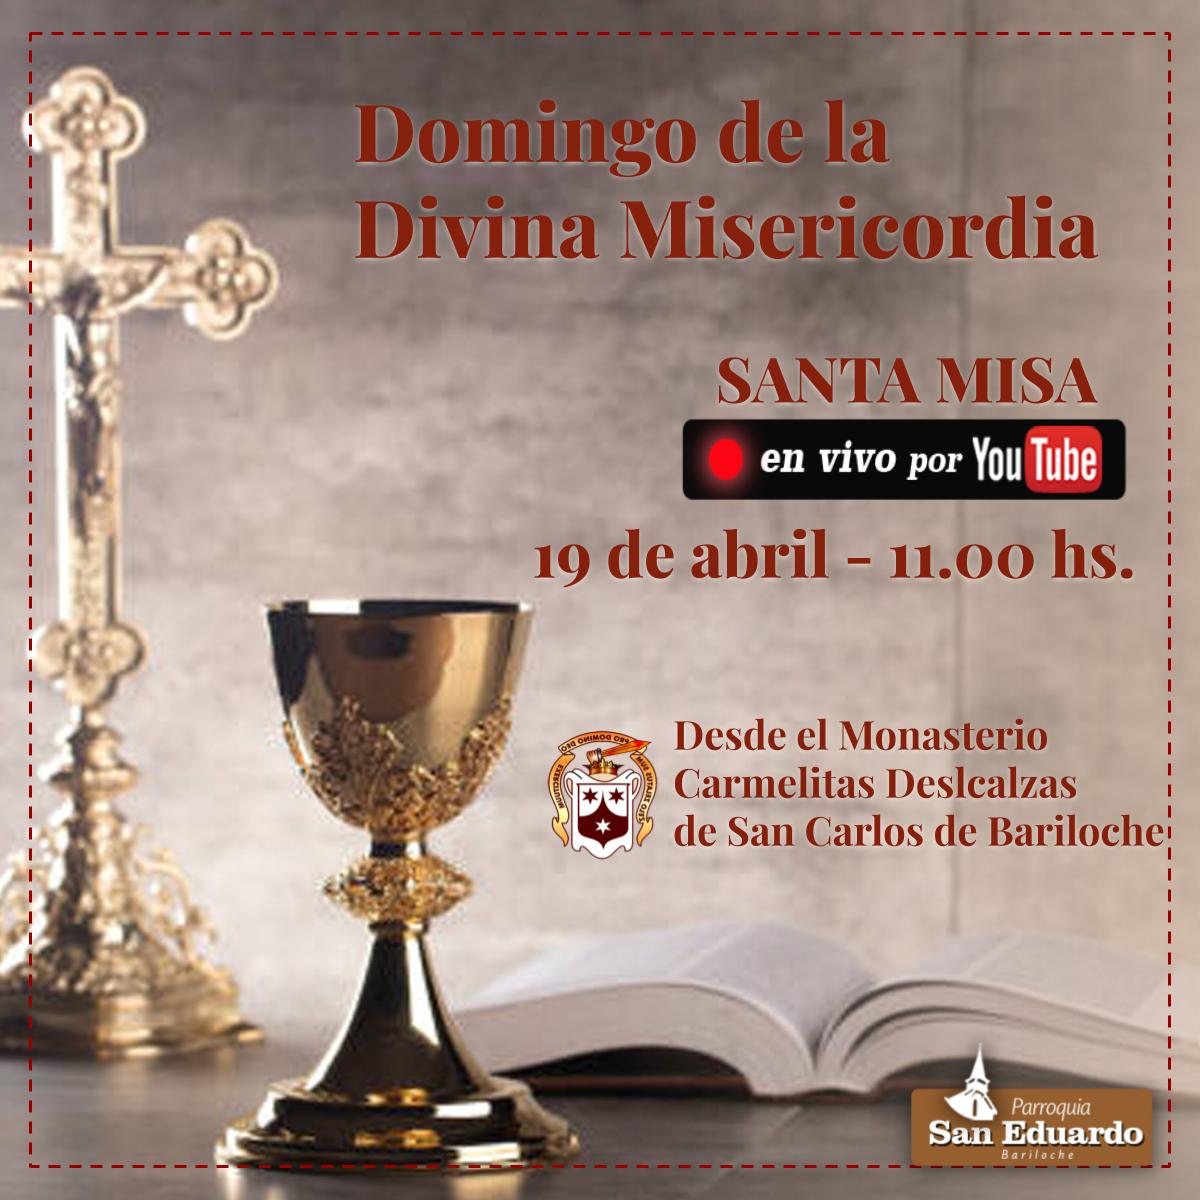 Domingo de la
Divina Misericordia
SANTA MISA
en vivo por YouTube
19 de abril - 11.00 hs.
Desde el Monasterio
Carmelitas Deslcalzas
de San Carlos de Bariloche
Parroquia
San Eduardo
Bariloche